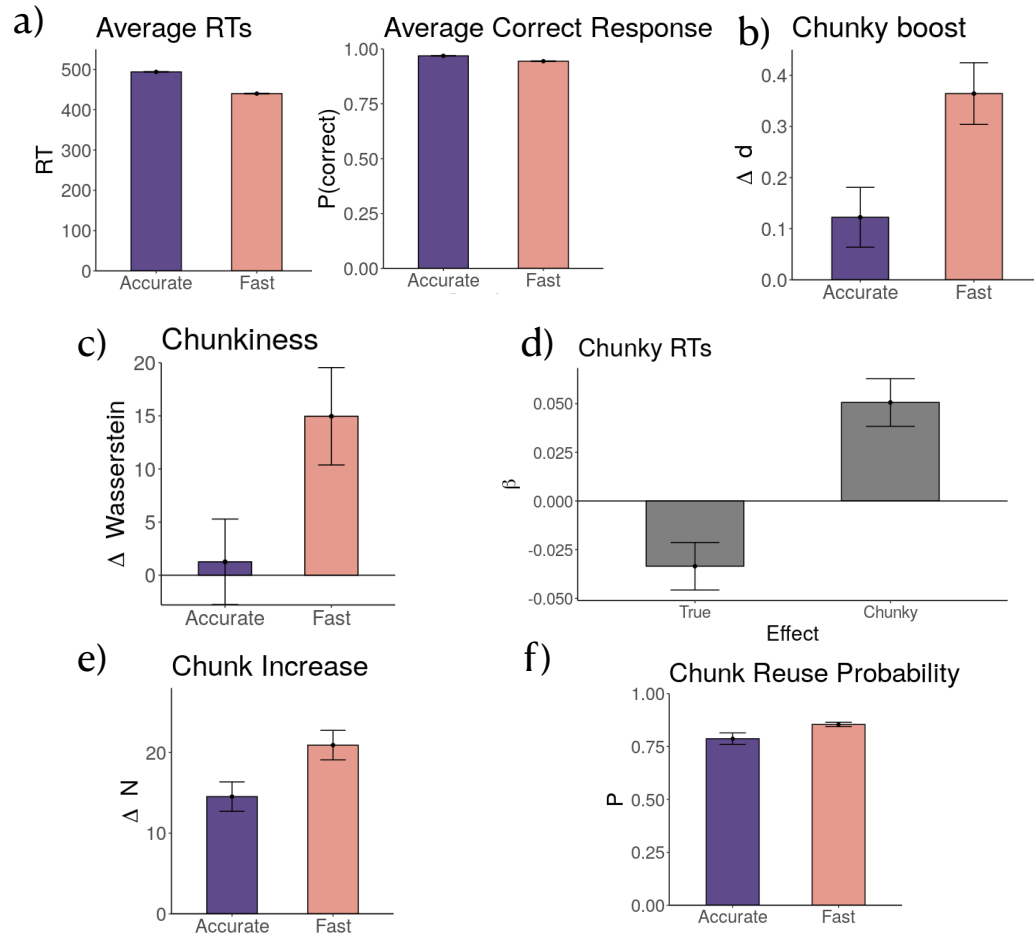 a)
Average RTs
RT
500
400
300
200
100
0
Accurate
Fast
Average Correct Response
P(correct)
1.00
0.75
0.50
0.25
0.00
Accurate
Fast
b)
Chunky boost
Δ d
0.4
0.3
0.2
0.1
0.0
Accurate
Fast
c)
Chunkiness
Δ Wasserstein
20
15
10
5
0
Accurate
Fast
d)
Chunky RTs
β
0.050
0.025
0.000
-0.025
-0.050
True
Chunky
Effect
e)
Chunk Increase
Δ N
20
10
0
Accurate
Fast
f)
Chunk Reuse Probability
P
1.00
0.75
0.50
0.25
0.00
Accurate
Fast